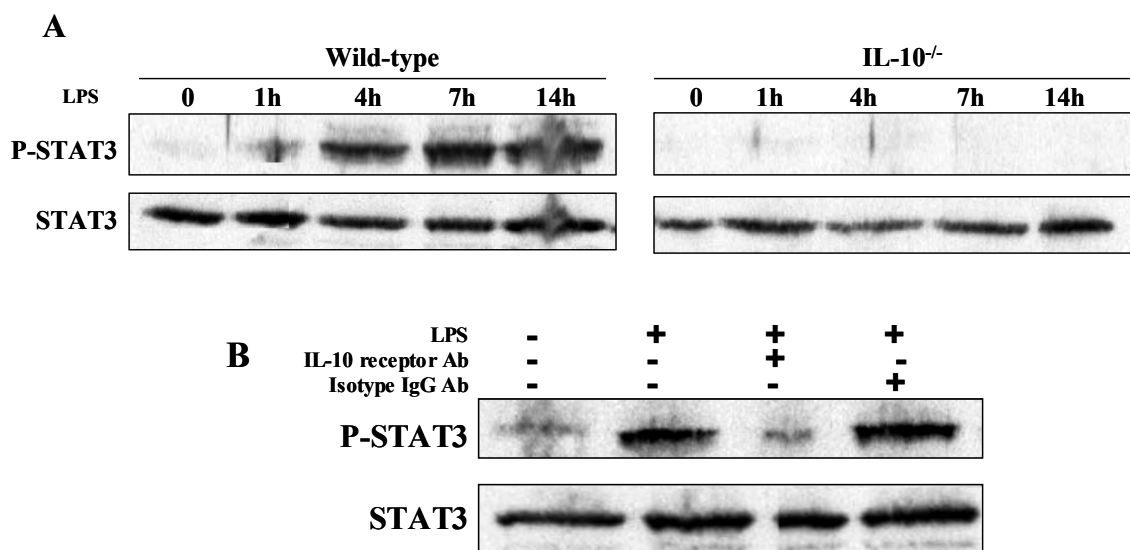 A
Wild-type IL-10-/-
LPS 0 1h 4h 7h 14h 0 1h 4h 7h 14h
P-STAT3
STAT3
B
LPS - + + +
IL-10 receptor Ab - - + -
Isotype IgG Ab - - - +
P-STAT3
STAT3